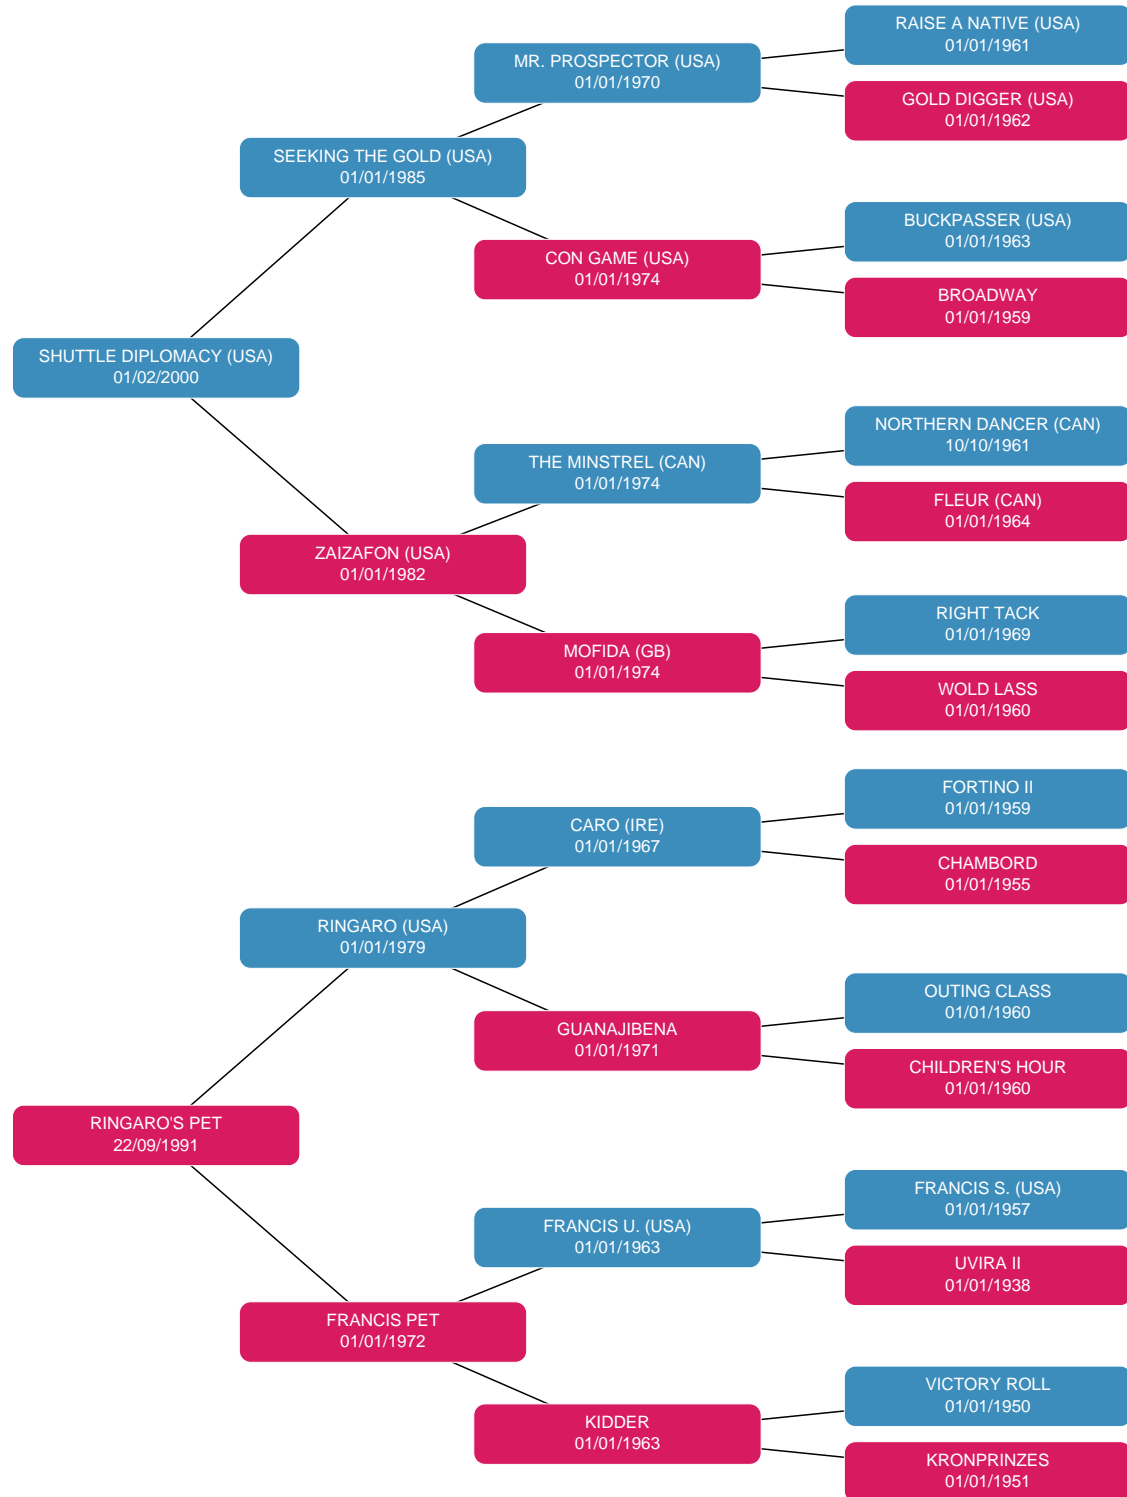 RAISE A NATIVE (USA)
01/01/1961
MR. PROSPECTOR (USA)
01/01/1970
GOLD DIGGER (USA)
01/01/1962
SEEKING THE GOLD (USA)
01/01/1985
BUCKPASSER (USA)
01/01/1963
CON GAME (USA)
01/01/1974
BROADWAY
01/01/1959
SHUTTLE DIPLOMACY (USA)
01/02/2000
NORTHERN DANCER (CAN)
10/10/1961
THE MINSTREL (CAN)
01/01/1974
FLEUR (CAN)
01/01/1964
ZAIZAFON (USA)
01/01/1982
RIGHT TACK
01/01/1969
MOFIDA (GB)
01/01/1974
WOLD LASS
01/01/1960
FORTINO II
01/01/1959
CARO (IRE)
01/01/1967
CHAMBORD
01/01/1955
RINGARO (USA)
01/01/1979
OUTING CLASS
01/01/1960
GUANAJIBENA
01/01/1971
CHILDREN'S HOUR
01/01/1960
RINGARO'S PET
22/09/1991
FRANCIS S. (USA)
01/01/1957
FRANCIS U. (USA)
01/01/1963
UVIRA II
01/01/1938
FRANCIS PET
01/01/1972
VICTORY ROLL
01/01/1950
KIDDER
01/01/1963
KRONPRINZES
01/01/1951